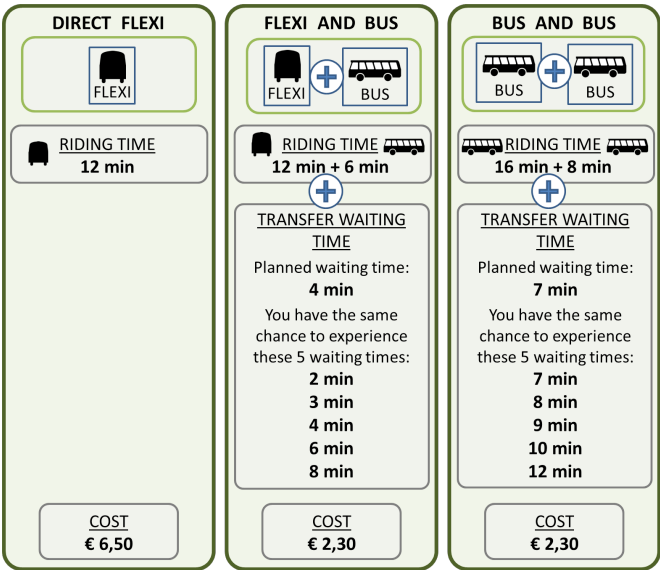 DIRECT FLEXI
FLEXI
RIDING TIME
12 min
COST
€ 6,50
FLEXI AND BUS
FLEXI
BUS
RIDING TIME
12 min + 6 min
TRANSFER WAITING
TIME
Planned waiting time:
4 min
You have the same
chance to experience
these 5 waiting times:
2 min
3 min
4 min
6 min
8 min
COST
€ 2,30
BUS AND BUS
BUS
BUS
RIDING TIME
16 min + 8 min
TRANSFER WAITING
TIME
Planned waiting time:
7 min
You have the same
chance to experience
these 5 waiting times:
7 min
8 min
9 min
10 min
12 min
COST
€ 2,30